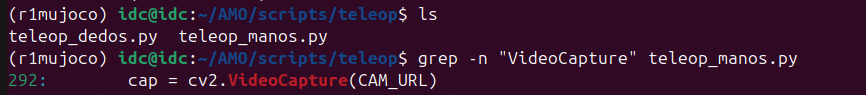 (r1mujoco) idc@idc:~/AMO/scripts/teleop$ ls
teleop_dedos.py  teleop_manos.py
(r1mujoco) idc@idc:~/AMO/scripts/teleop$ grep -n "VideoCapture" teleop_manos.py
292:        cap = cv2.VideoCapture(CAM_URL)